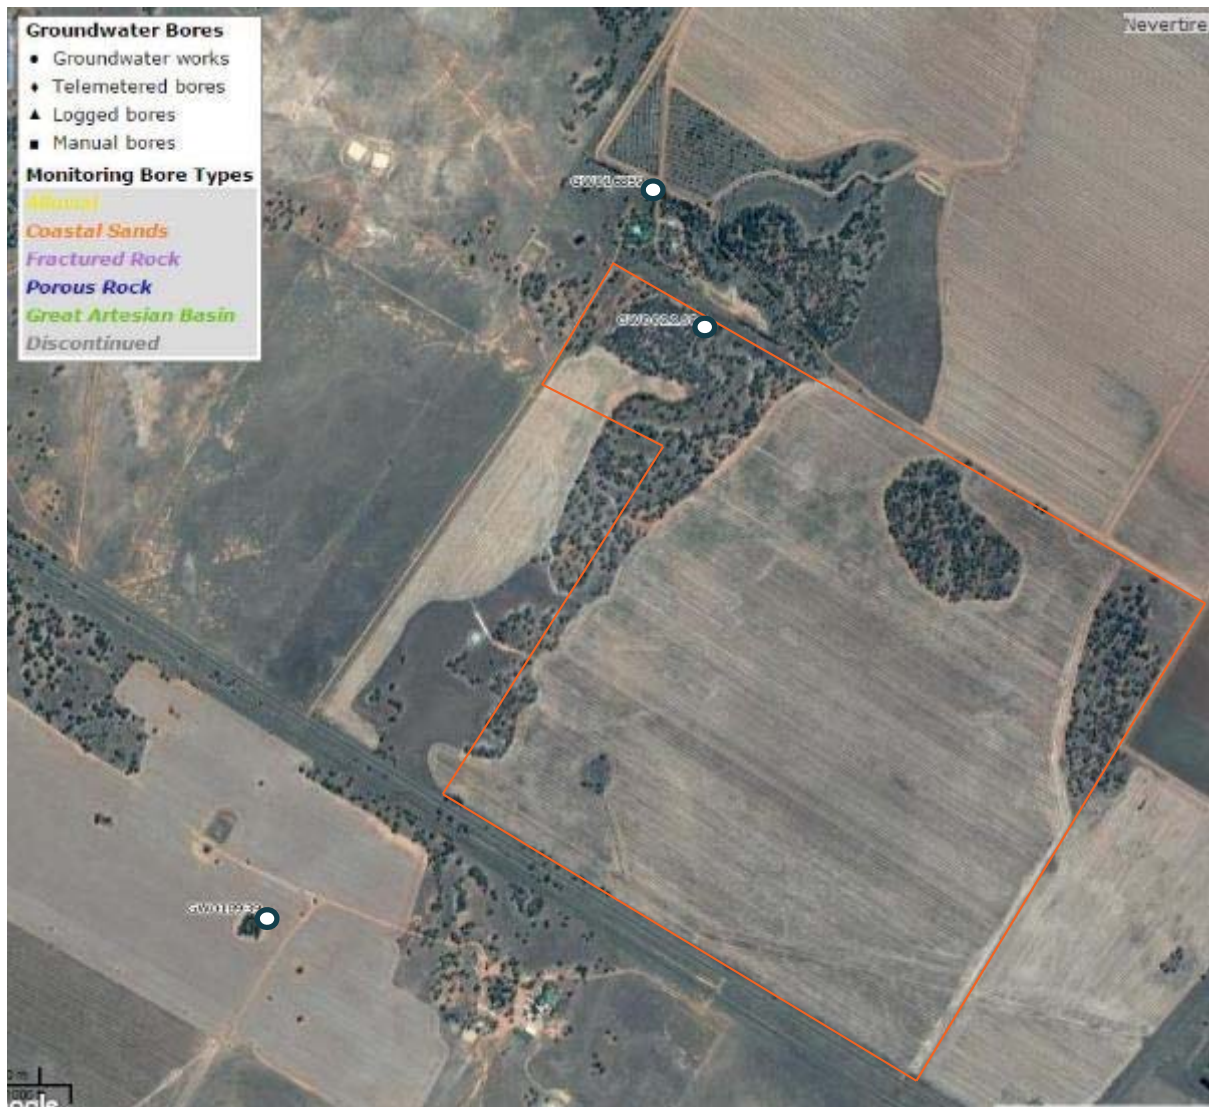 Groundwater Bores
Groundwater works
Telemetered bores
Logged bores
Manual bores
Monitoring Bore Types
Alluvial
Coastal Sands
Fractured Rock
Porous Rock
Great Artesian Basin
Discontinued
Nevertire